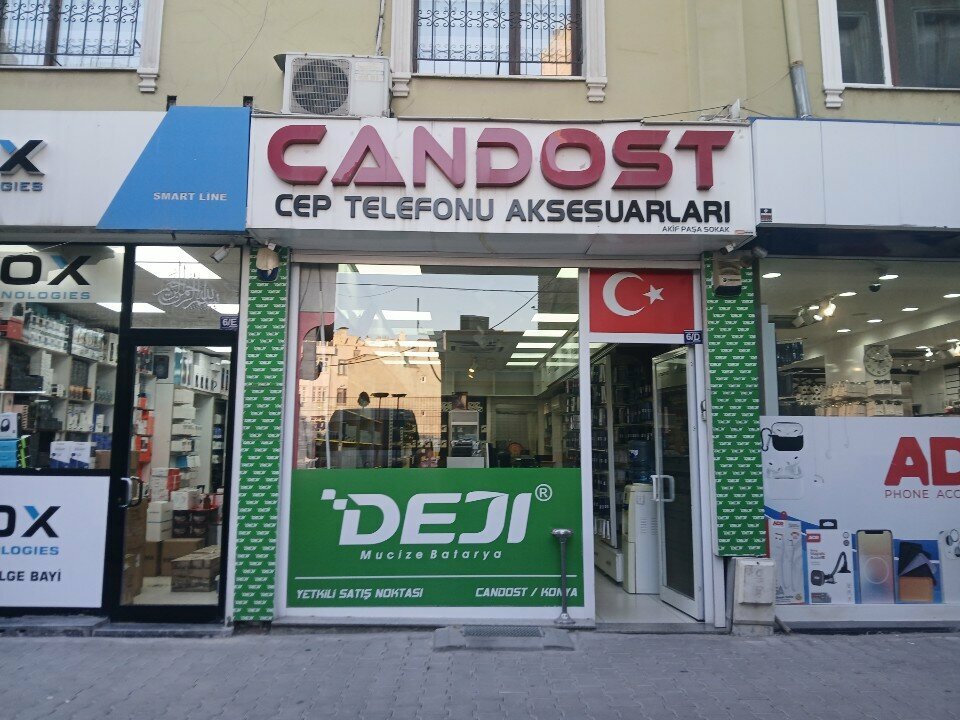 CANDOST
CEP TELEFONU AKSESUARLARI
AKİF PAŞA SOKAK
SMART LINE
6/E
6/D
DEJI®
Mucize Batarya
YETKİLİ SATIŞ NOKTASI
CANDOST / KONYA
PHONE